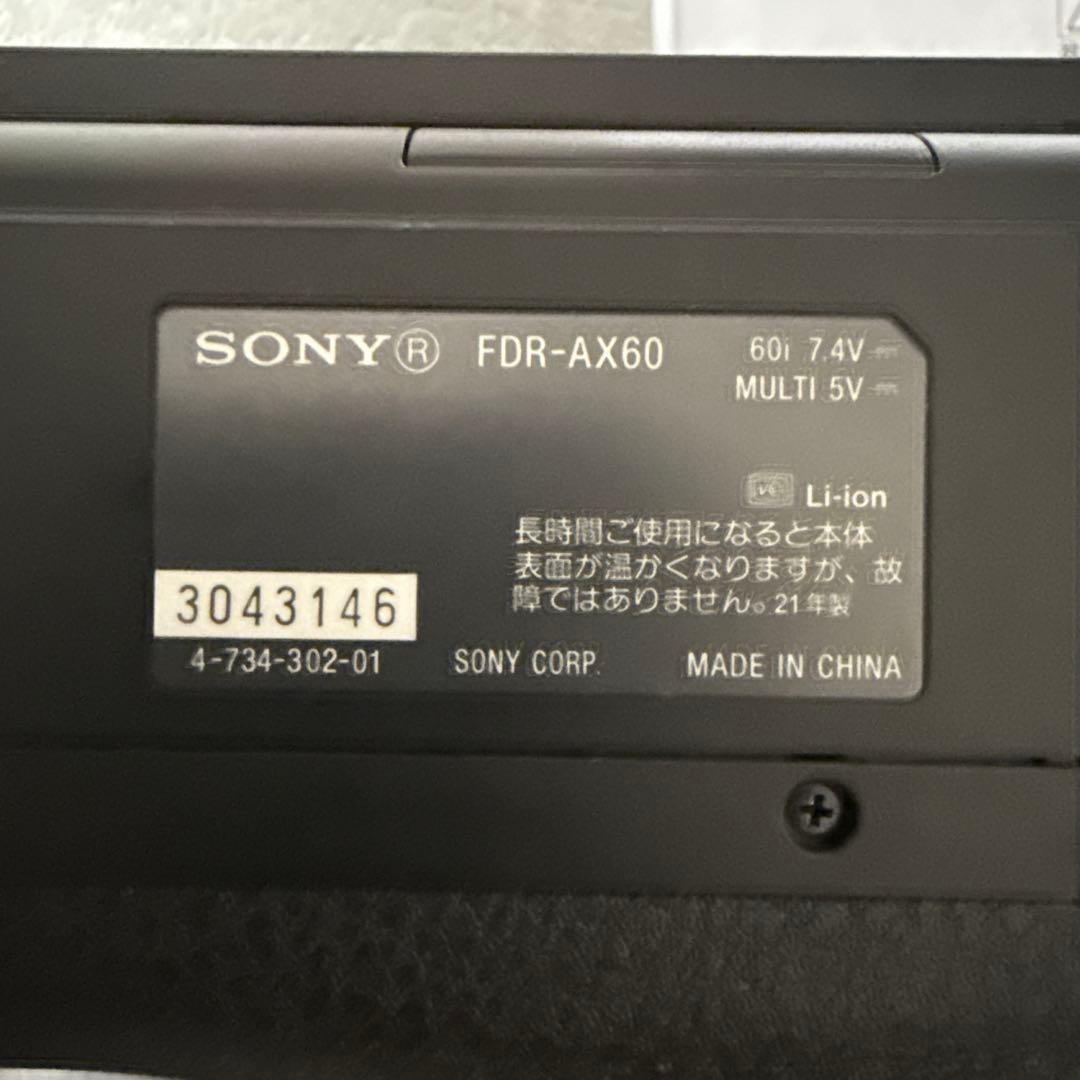 SONY® FDR-AX60 60i 7.4V ⎓
MULTI 5V ⎓
Li-ion
長時間ご使用になると本体
表面が温かくなりますが、故
障ではありません。21年製
3043146
4-734-302-01 SONY CORP. MADE IN CHINA